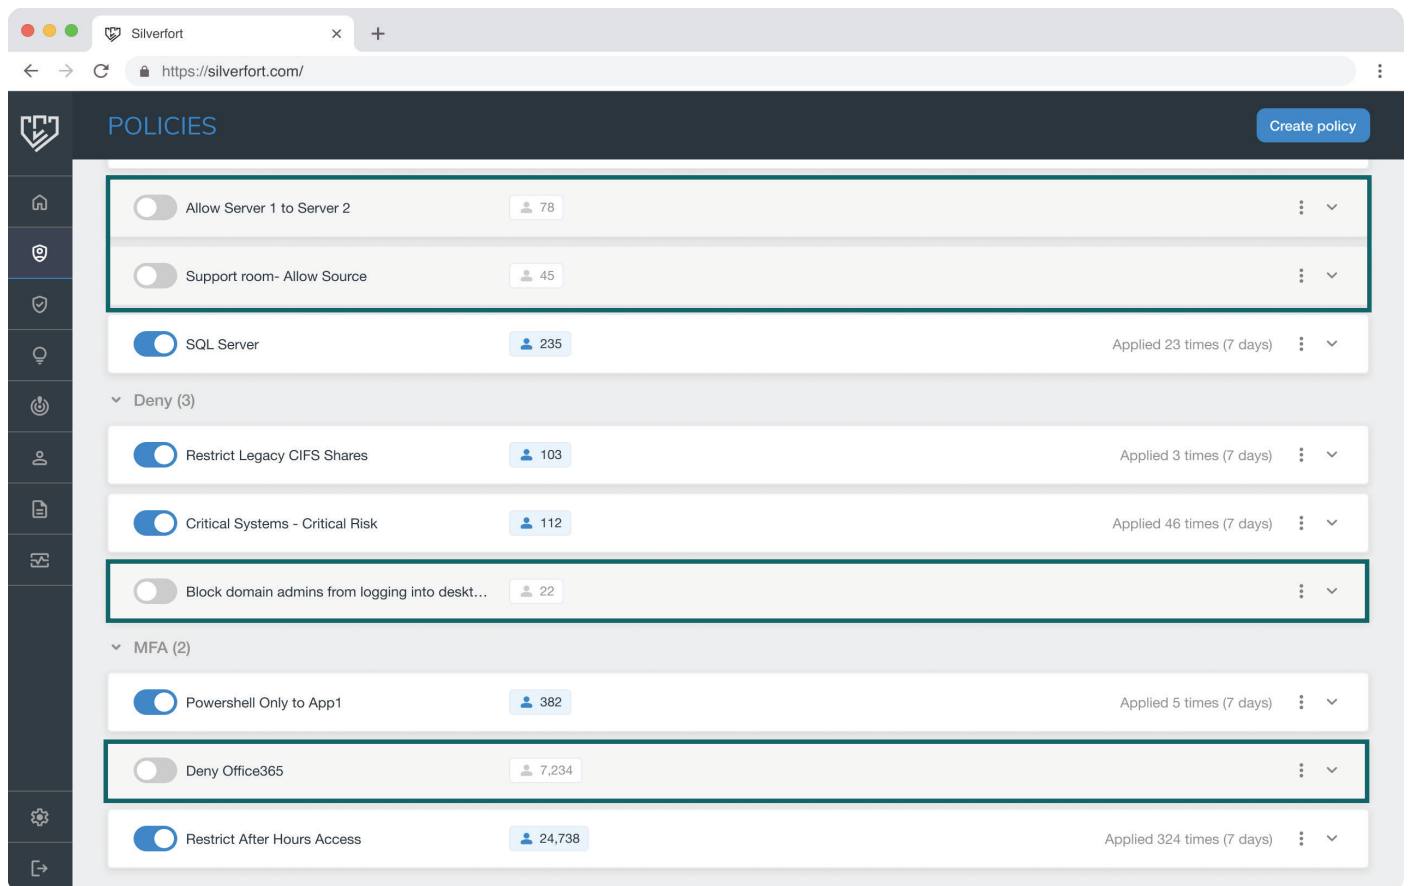 Silverfort
https://silverfort.com/
POLICIES
Create policy
Allow Server 1 to Server 2 78
Support room- Allow Source 45
SQL Server 235 Applied 23 times (7 days)
Deny (3)
Restrict Legacy CIFS Shares 103 Applied 3 times (7 days)
Critical Systems - Critical Risk 112 Applied 46 times (7 days)
Block domain admins from logging into deskt... 22
MFA (2)
Powershell Only to App1 382 Applied 5 times (7 days)
Deny Office365 7,234
Restrict After Hours Access 24,738 Applied 324 times (7 days)